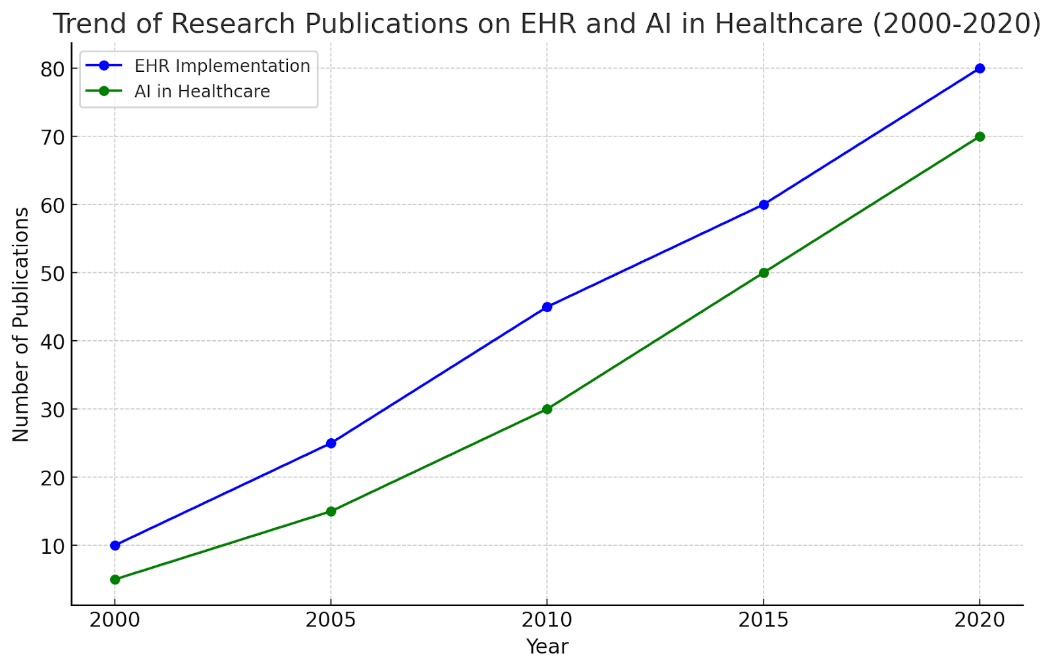 Trend of Research Publications on EHR and AI in Healthcare (2000-2020)
EHR Implementation
AI in Healthcare
80
70
60
50
40
30
20
10
Number of Publications
2000 2005 2010 2015 2020
Year